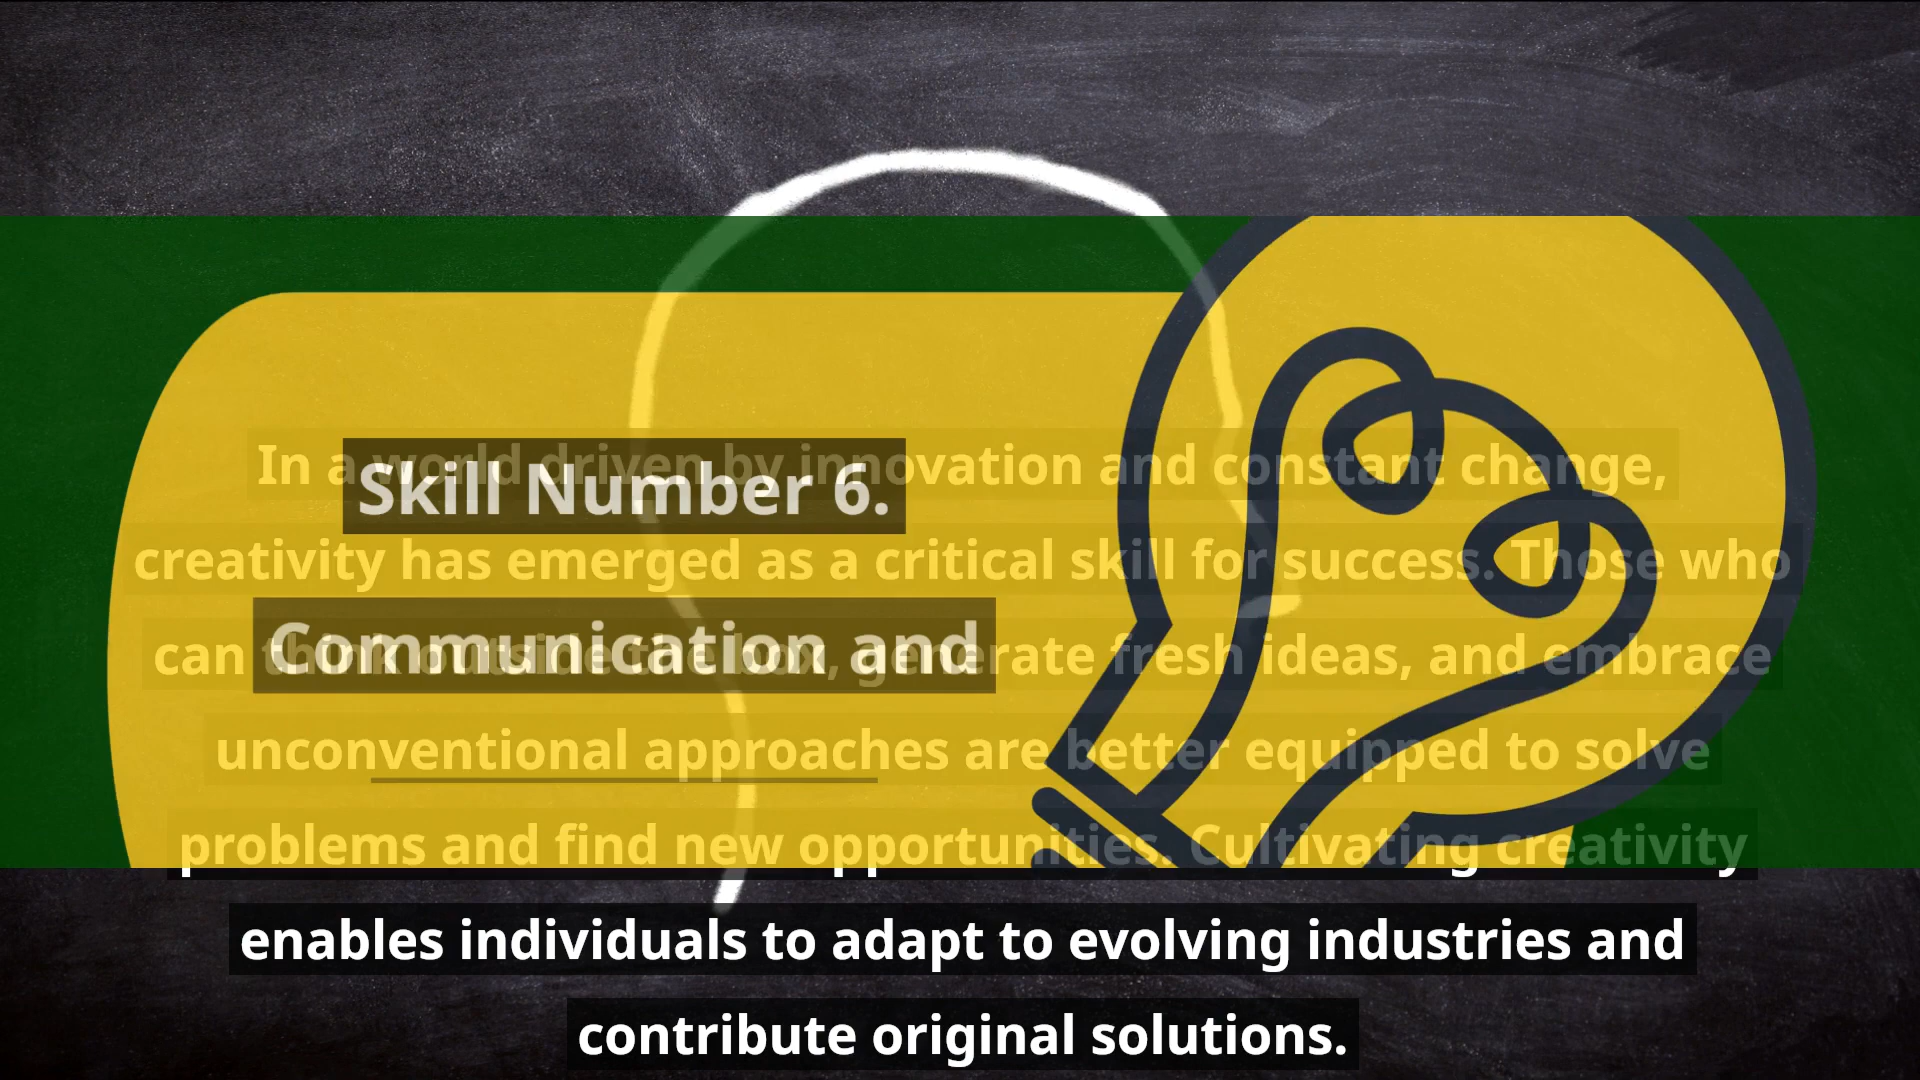 Skill Number 6.
Communication and
In a world driven by innovation and constant change,
creativity has emerged as a critical skill for success. Those who
can think outside the box, generate fresh ideas, and embrace
unconventional approaches are better equipped to solve
problems and find new opportunities. Cultivating creativity
enables individuals to adapt to evolving industries and
contribute original solutions.